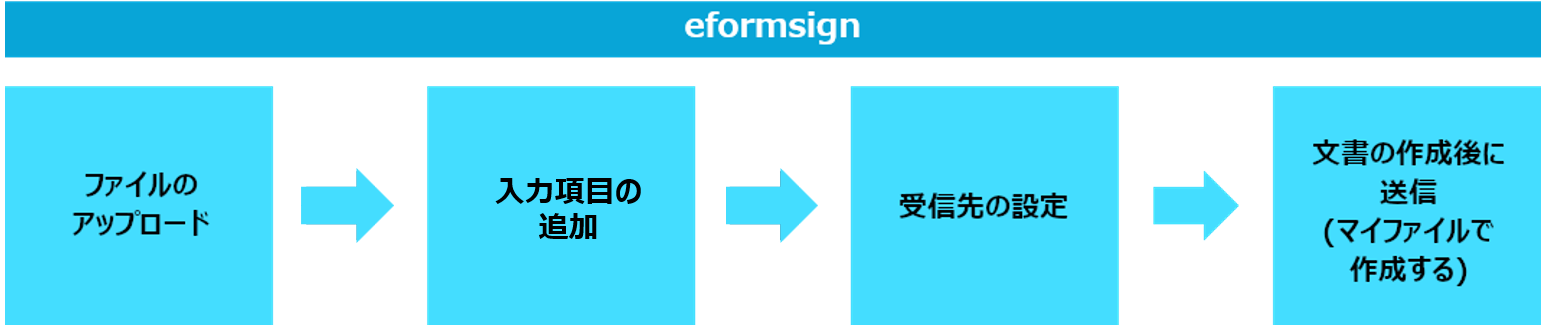 eformsign
ファイルの
アップロード
入力項目の
追加
受信先の設定
文書の作成後に
送信
(マイファイルで
作成する)